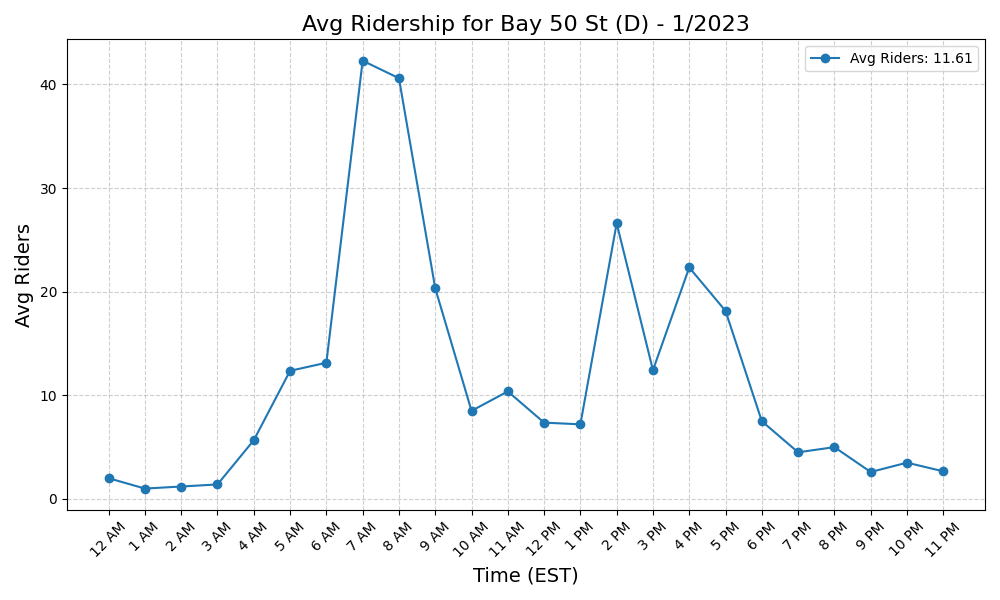 Avg Ridership for Bay 50 St (D) - 1/2023
Avg Riders: 11.61
Avg Riders
40
30
20
10
0
12 AM
1 AM
2 AM
3 AM
4 AM
5 AM
6 AM
7 AM
8 AM
9 AM
10 AM
11 AM
12 PM
1 PM
2 PM
3 PM
4 PM
5 PM
6 PM
7 PM
8 PM
9 PM
10 PM
11 PM
Time (EST)